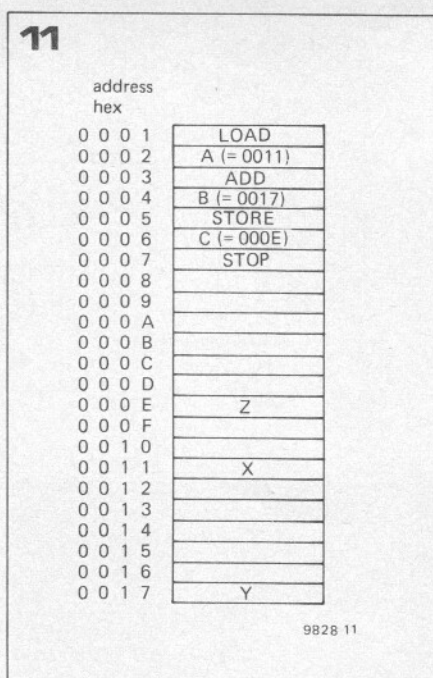 11
address
hex
0 0 0 1 LOAD
0 0 0 2 A (= 0011)
0 0 0 3 ADD
0 0 0 4 B (= 0017)
0 0 0 5 STORE
0 0 0 6 C (= 000E)
0 0 0 7 STOP
0 0 0 8
0 0 0 9
0 0 0 A
0 0 0 B
0 0 0 C
0 0 0 D
0 0 0 E Z
0 0 0 F
0 0 1 0
0 0 1 1 X
0 0 1 2
0 0 1 3
0 0 1 4
0 0 1 5
0 0 1 6
0 0 1 7 Y
9828 11